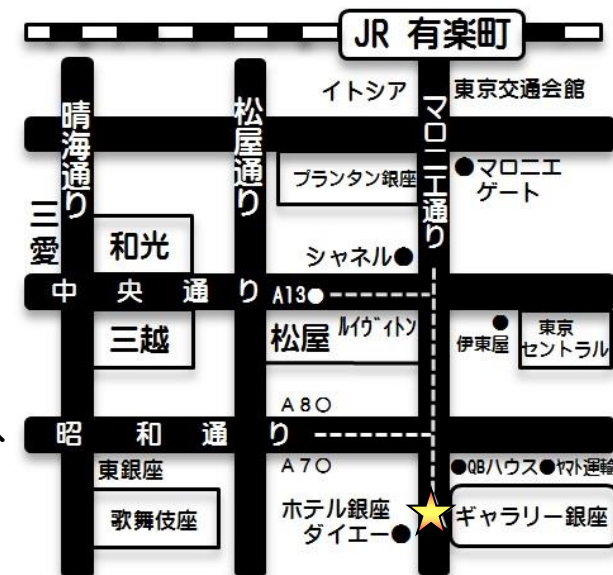 JR 有楽町
イトシア
東京交通会館
晴海通り
松屋通り
マロニエ通り
プランタン銀座
●マロニエ
ゲート
三愛
和光
シャネル●
中央通り
A13●
三越
松屋
ルイヴィトン
●
伊東屋
東京
セントラル
A8○
昭和通り
東銀座
A7○
●QBハウス●ヤマト運輸
歌舞伎座
ホテル銀座
ダイエー●
ギャラリー銀座